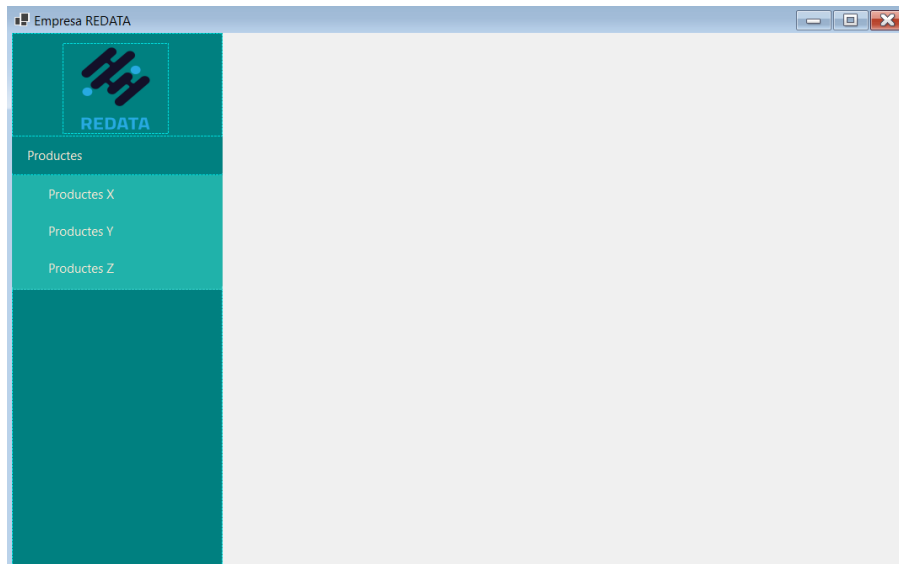 Empresa REDATA
REDATA
Productes
Productes X
Productes Y
Productes Z